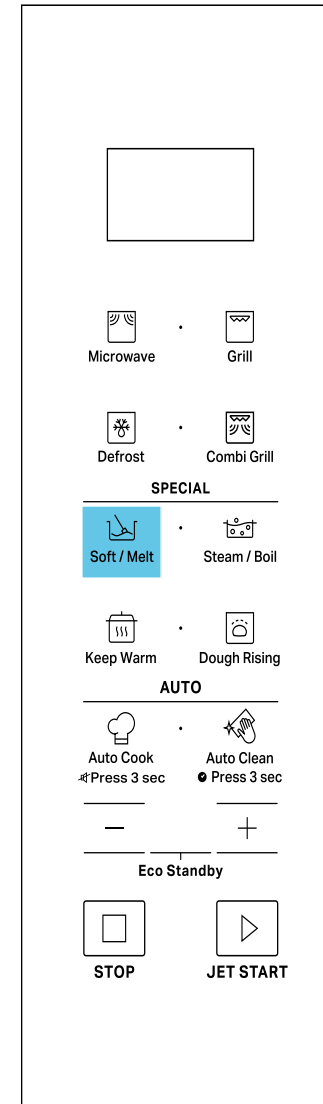 Microwave
Grill
Defrost
Combi Grill
SPECIAL
Soft / Melt
Steam / Boil
Keep Warm
Dough Rising
AUTO
Auto Cook
Press 3 sec
Auto Clean
Press 3 sec
Eco Standby
STOP
JET START